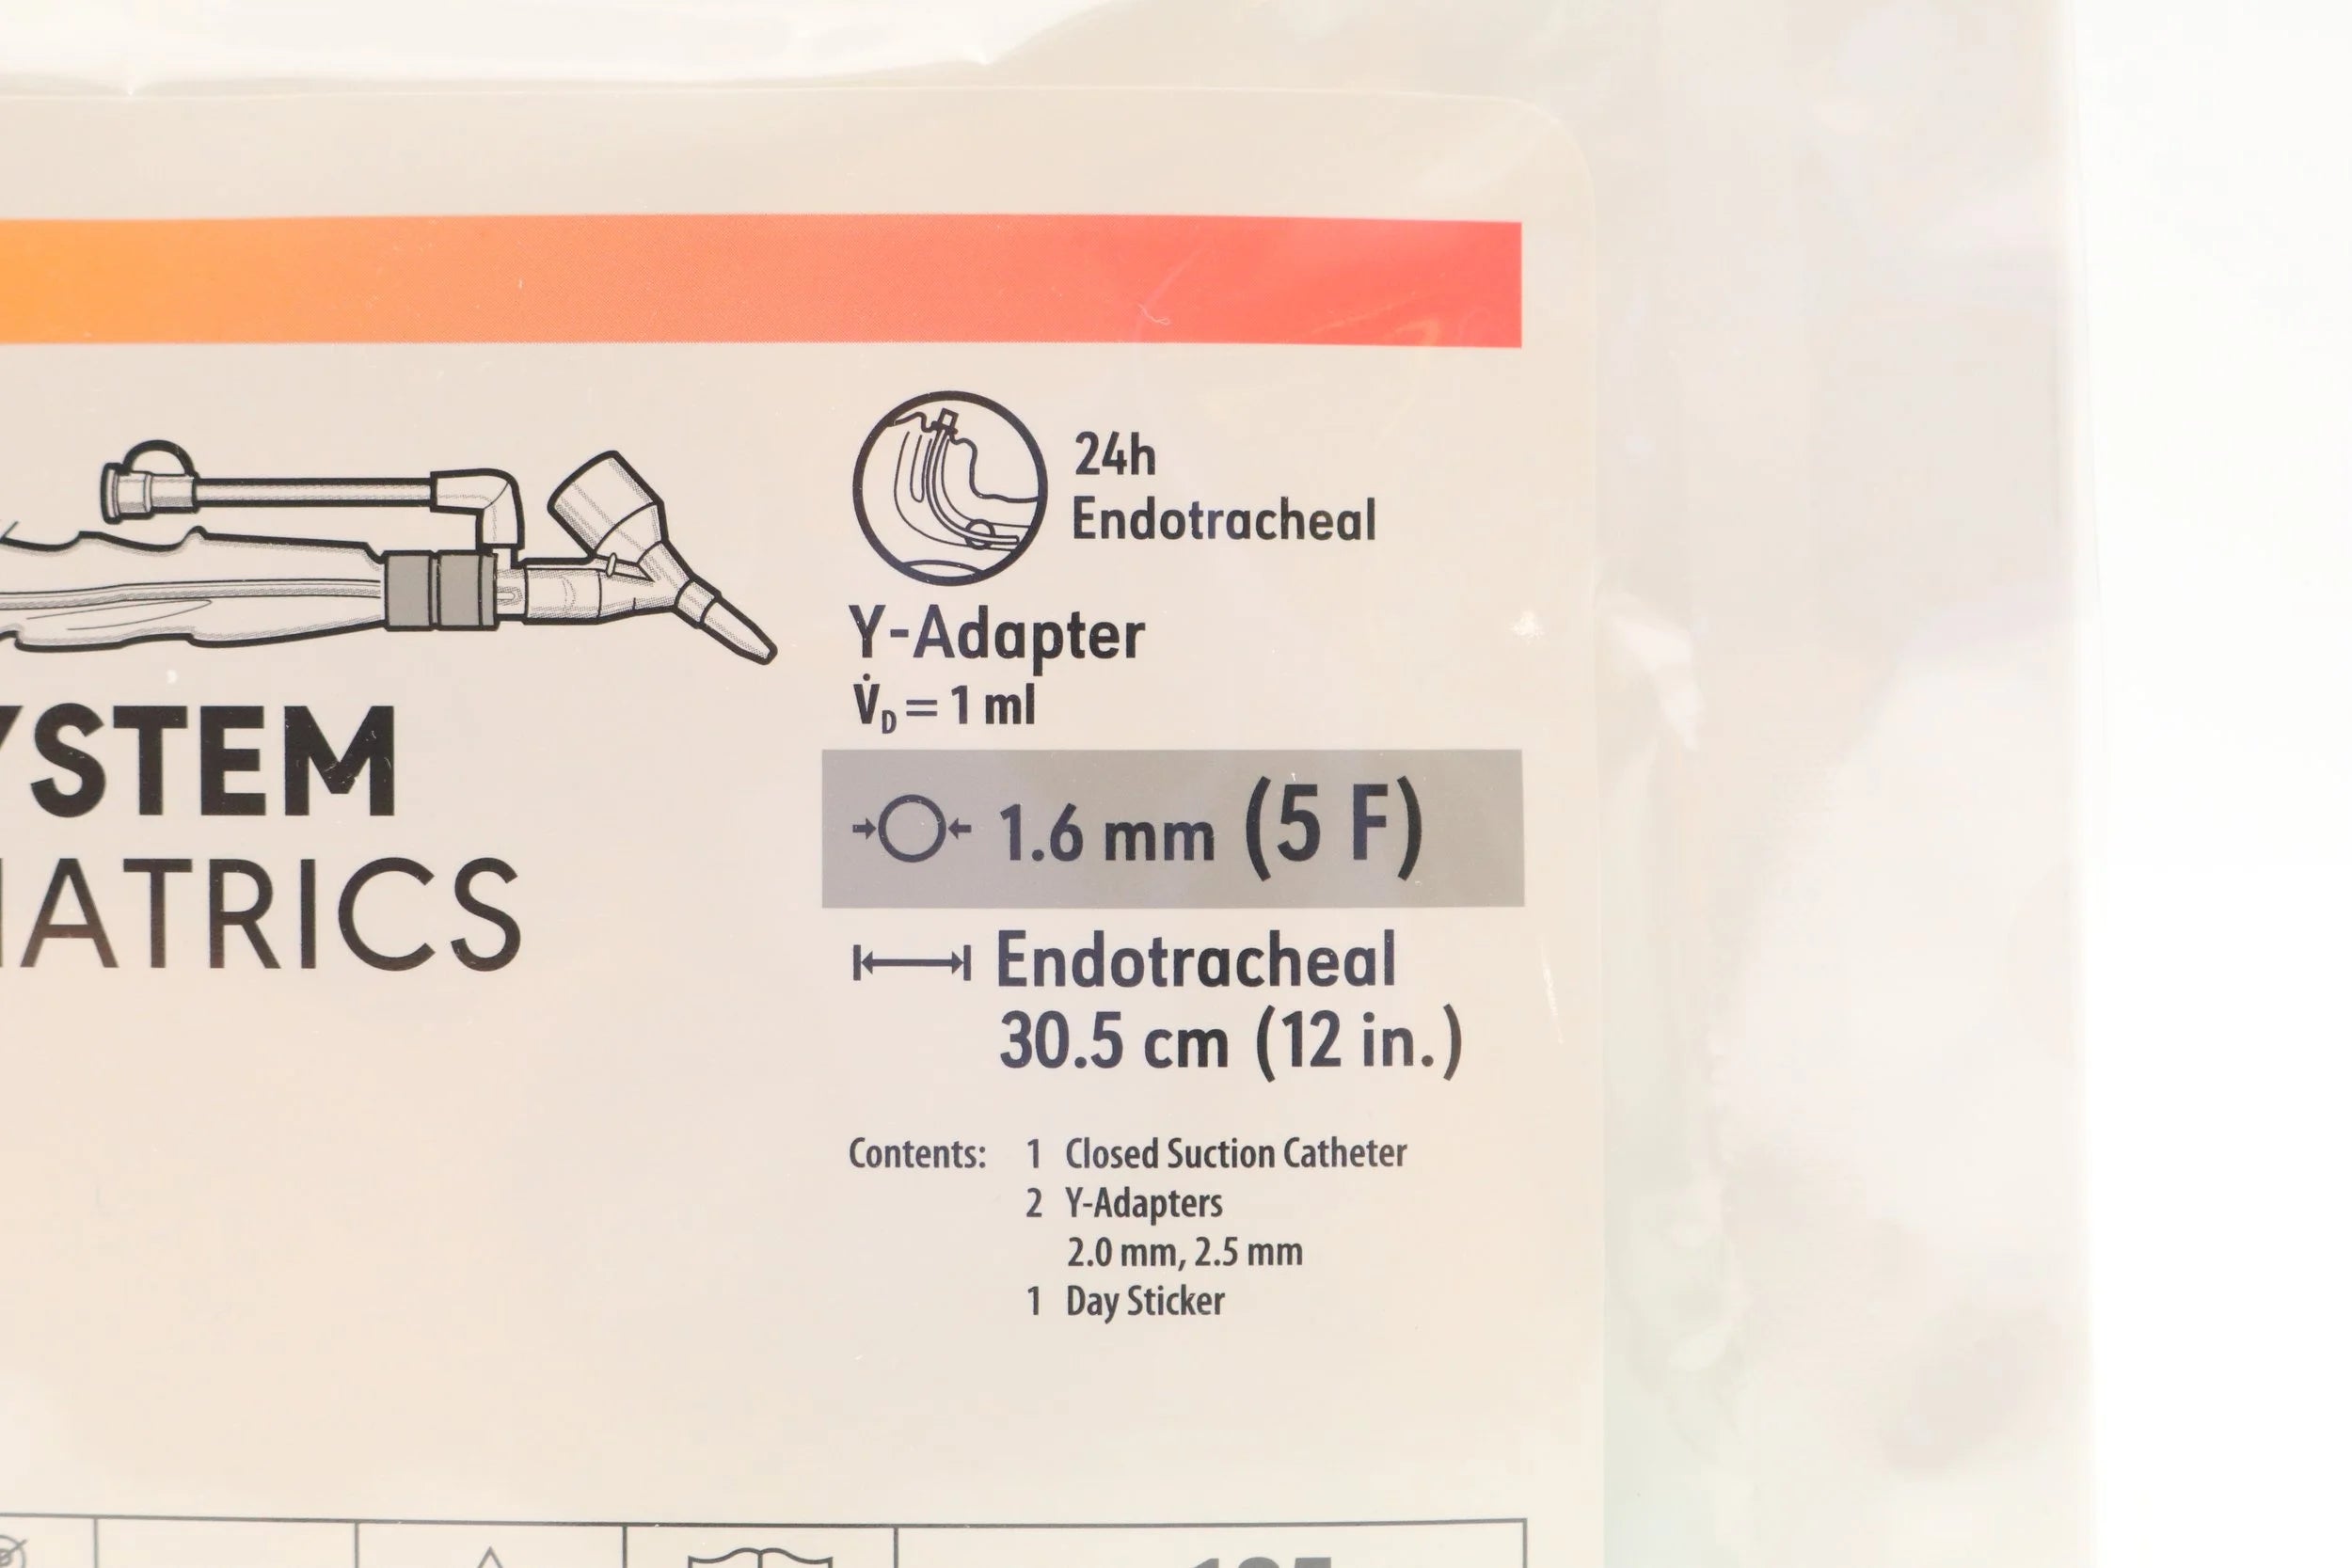 24h
Endotracheal
Y-Adapter
V̇D = 1 ml
YSTEM
1.6 mm (5 F)
IATRICS
Endotracheal
30.5 cm (12 in.)
Contents: 1 Closed Suction Catheter
2 Y-Adapters
2.0 mm, 2.5 mm
1 Day Sticker